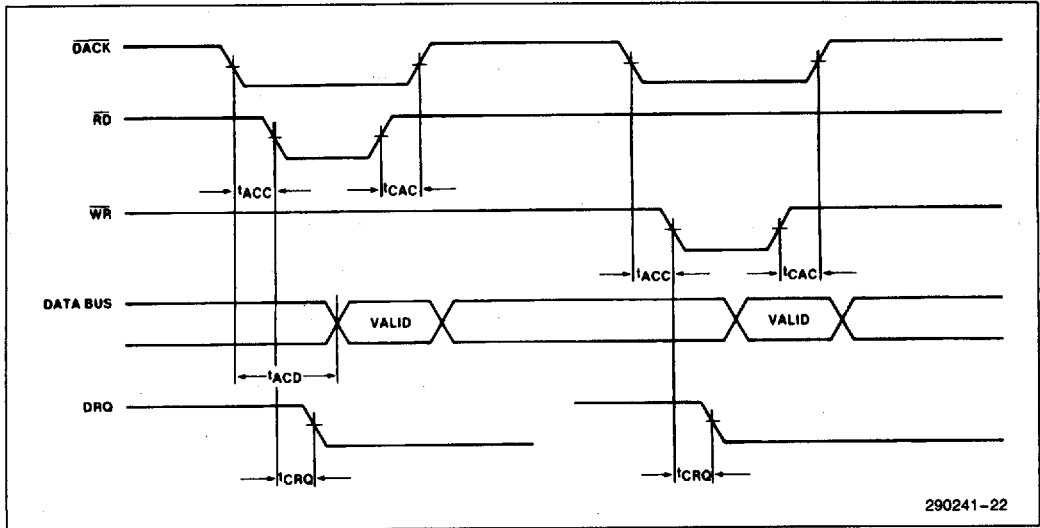 DACK
RD
tACC
tCAC
WR
tACC
tCAC
DATA BUS
VALID
VALID
tACD
DRQ
tCRQ
tCRQ
290241-22